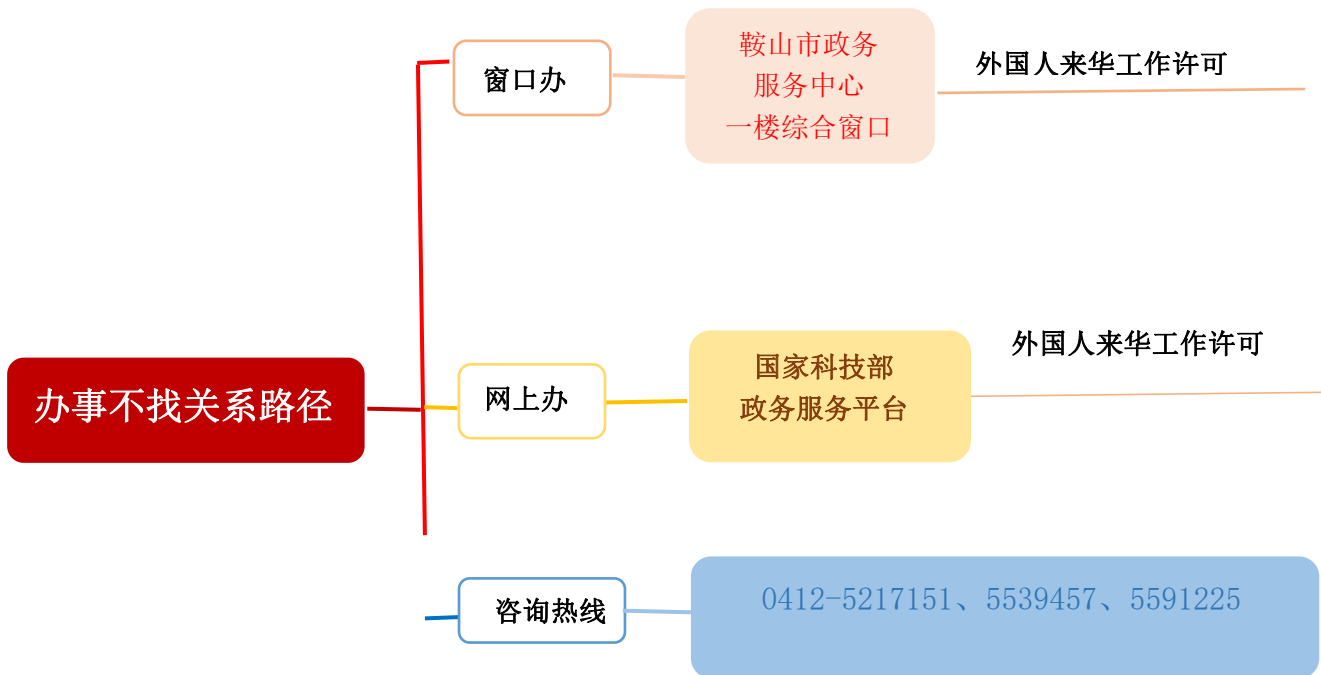 窗口办
鞍山市政务
服务中心
一楼综合窗口
外国人来华工作许可
办事不找关系路径
网上办
国家科技部
政务服务平台
外国人来华工作许可
咨询热线
0412-5217151、5539457、5591225